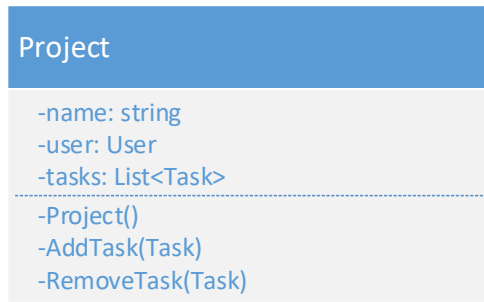 Project
-name: string
-user: User
-tasks: List<Task>
-Project()
-AddTask(Task)
-RemoveTask(Task)